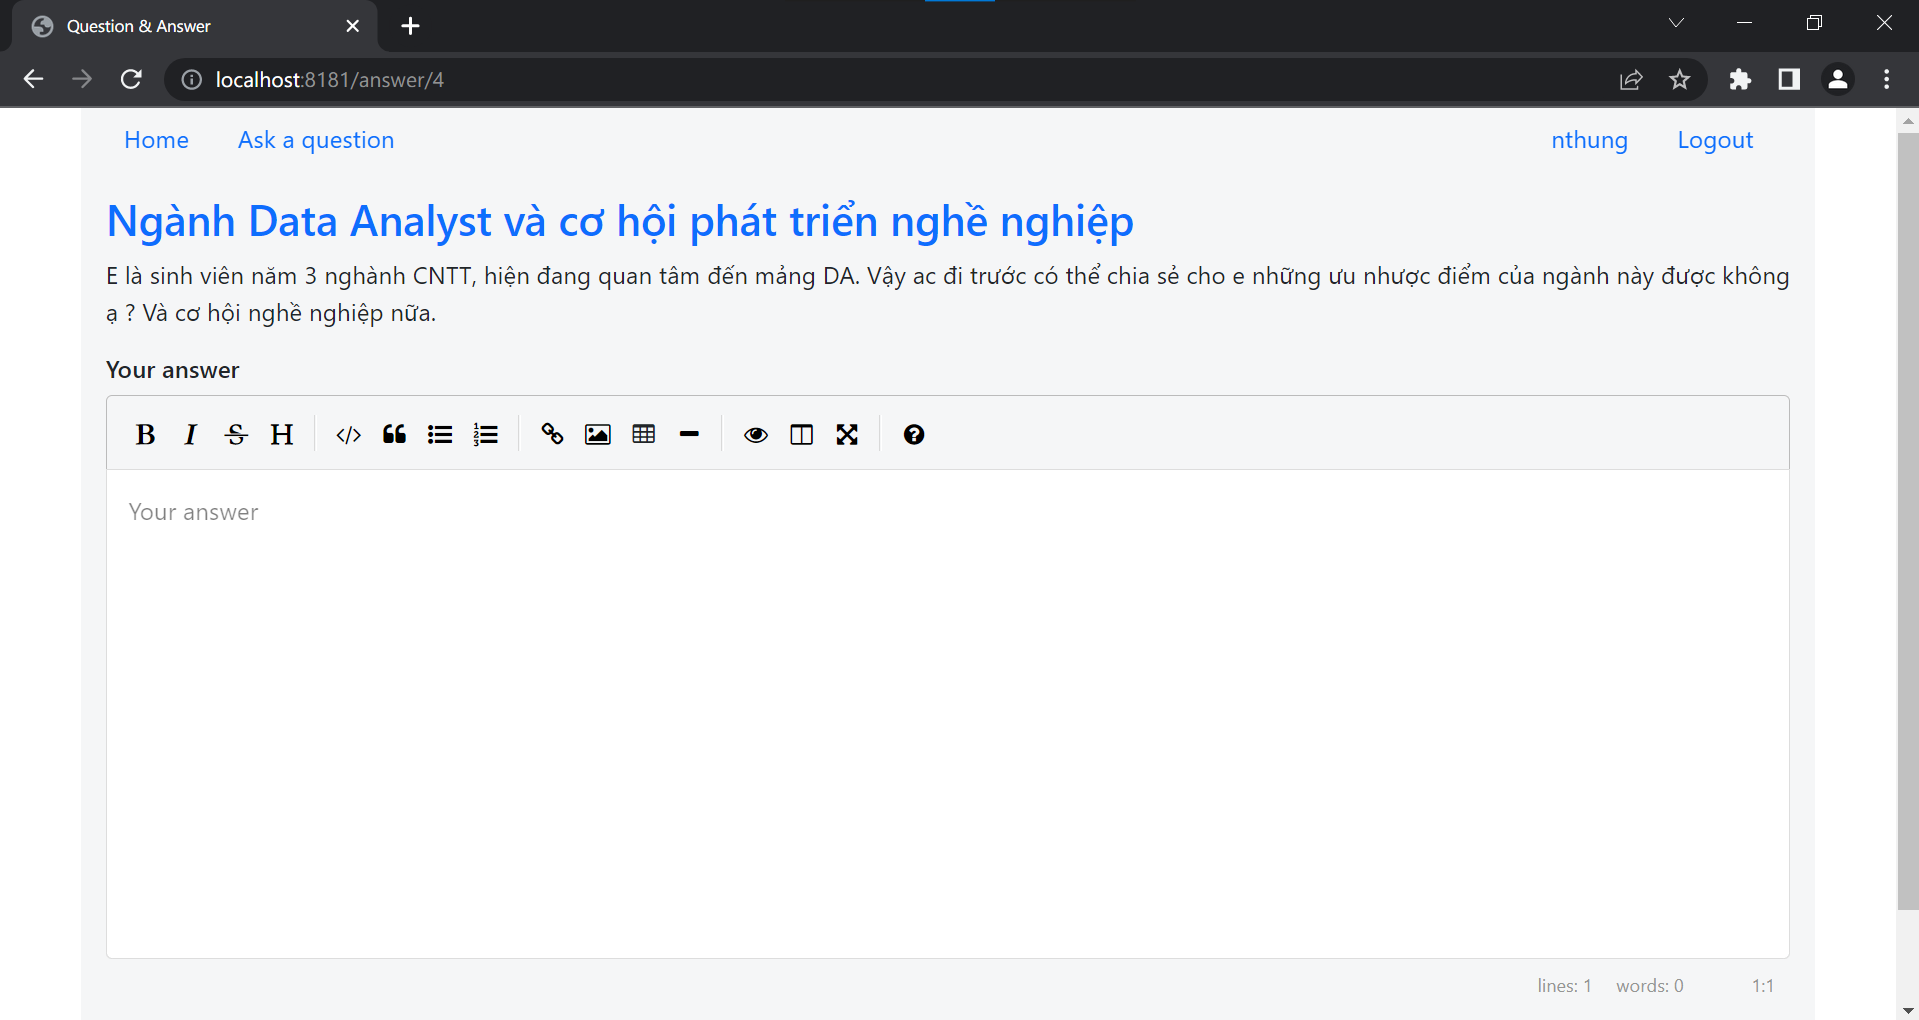 Question & Answer
localhost:8181/answer/4
Home Ask a question nthung Logout
Ngành Data Analyst và cơ hội phát triển nghề nghiệp
E là sinh viên năm 3 nghành CNTT, hiện đang quan tâm đến mảng DA. Vậy ac đi trước có thể chia sẻ cho e những ưu nhược điểm của ngành này được không
ạ ? Và cơ hội nghề nghiệp nữa.
Your answer
B I S H
Your answer
lines: 1 words: 0 1:1